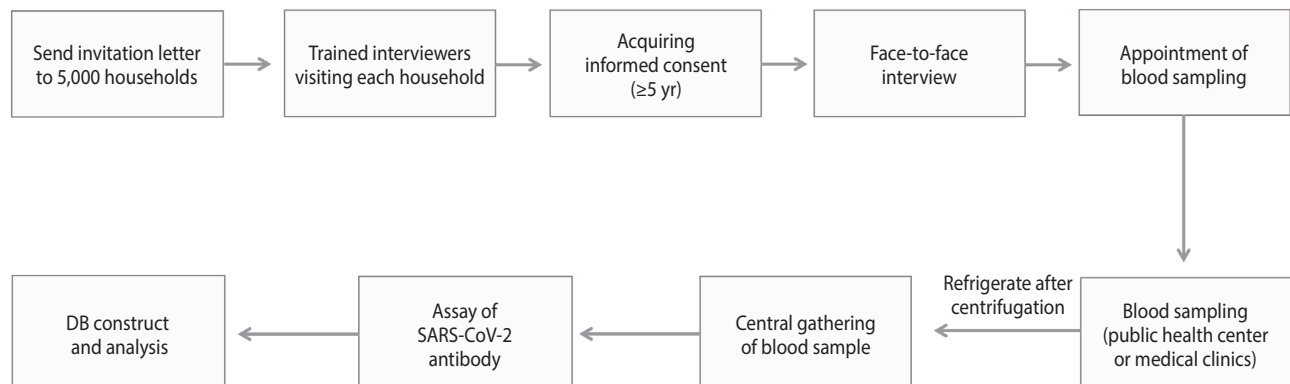 Send invitation letter
to 5,000 households
Trained interviewers
visiting each household
Acquiring
informed consent
(≥5 yr)
Face-to-face
interview
Appointment of
blood sampling
Blood sampling
(public health center
or medical clinics)
Refrigerate after
centrifugation
Central gathering
of blood sample
Assay of
SARS-CoV-2
antibody
DB construct
and analysis